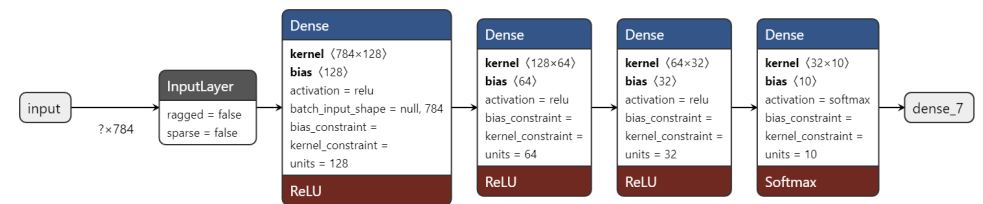 input
?×784
InputLayer
ragged = false
sparse = false
Dense
kernel 〈784×128〉
bias 〈128〉
activation = relu
batch_input_shape = null, 784
bias_constraint =
kernel_constraint =
units = 128
ReLU
Dense
kernel 〈128×64〉
bias 〈64〉
activation = relu
bias_constraint =
kernel_constraint =
units = 64
ReLU
Dense
kernel 〈64×32〉
bias 〈32〉
activation = relu
bias_constraint =
kernel_constraint =
units = 32
ReLU
Dense
kernel 〈32×10〉
bias 〈10〉
activation = softmax
bias_constraint =
kernel_constraint =
units = 10
Softmax
dense_7